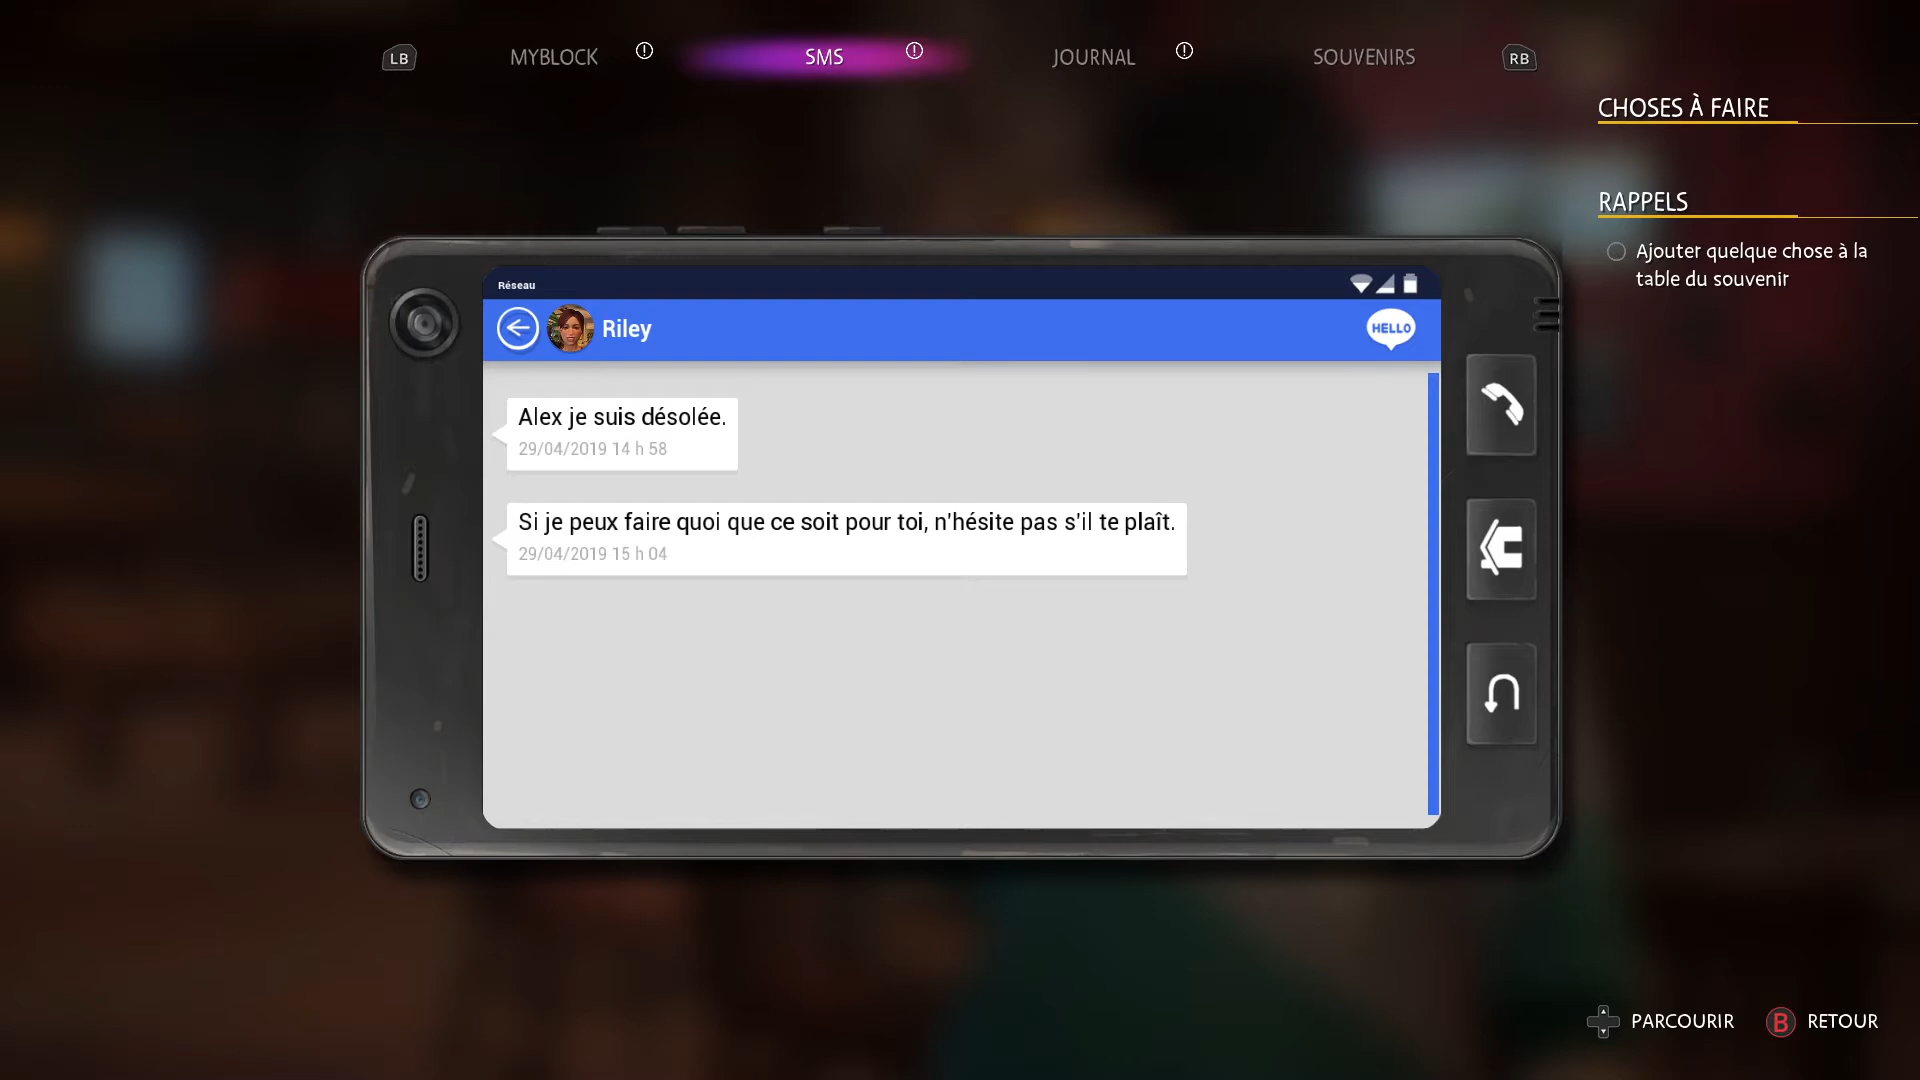 LB
MYBLOCK
SMS
JOURNAL
SOUVENIRS
RB
CHOSES À FAIRE
RAPPELS
Ajouter quelque chose à la
table du souvenir
Réseau
Riley
HELLO
Alex je suis désolée.
29/04/2019 14 h 58
Si je peux faire quoi que ce soit pour toi, n'hésite pas s'il te plaît.
29/04/2019 15 h 04
PARCOURIR
B RETOUR